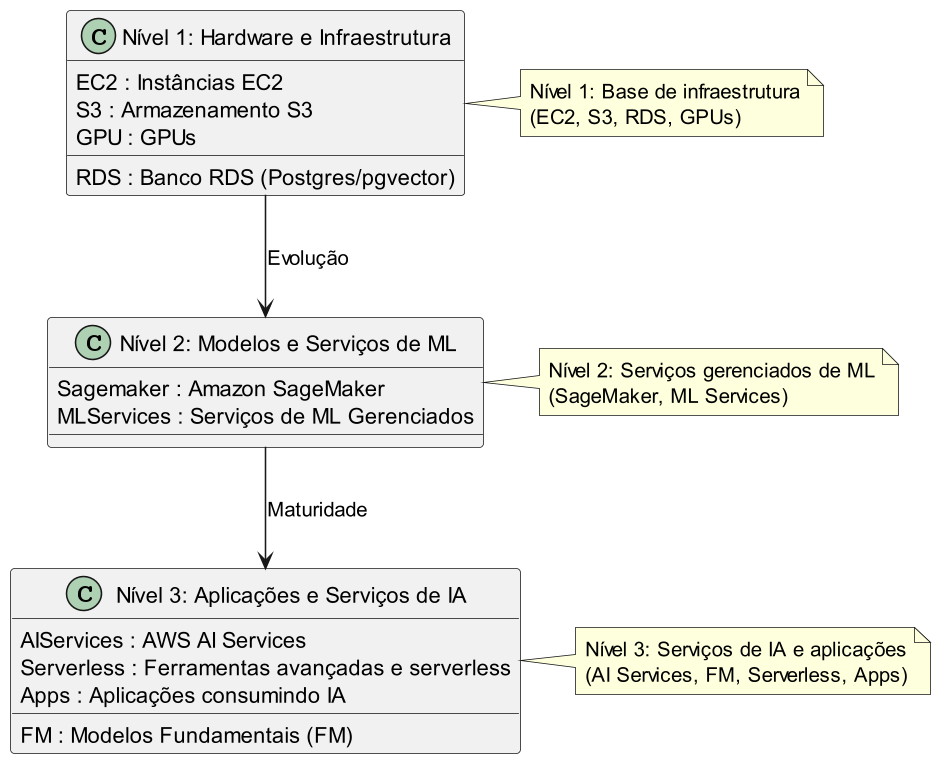 C Nível 1: Hardware e Infraestrutura
EC2 : Instâncias EC2
S3 : Armazenamento S3
GPU : GPUs
RDS : Banco RDS (Postgres/pgvector)
Nível 1: Base de infraestrutura
(EC2, S3, RDS, GPUs)
Evolução
C Nível 2: Modelos e Serviços de ML
Sagemaker : Amazon SageMaker
MLServices : Serviços de ML Gerenciados
Nível 2: Serviços gerenciados de ML
(SageMaker, ML Services)
Maturidade
C Nível 3: Aplicações e Serviços de IA
AIServices : AWS AI Services
Serverless : Ferramentas avançadas e serverless
Apps : Aplicações consumindo IA
FM : Modelos Fundamentais (FM)
Nível 3: Serviços de IA e aplicações
(AI Services, FM, Serverless, Apps)